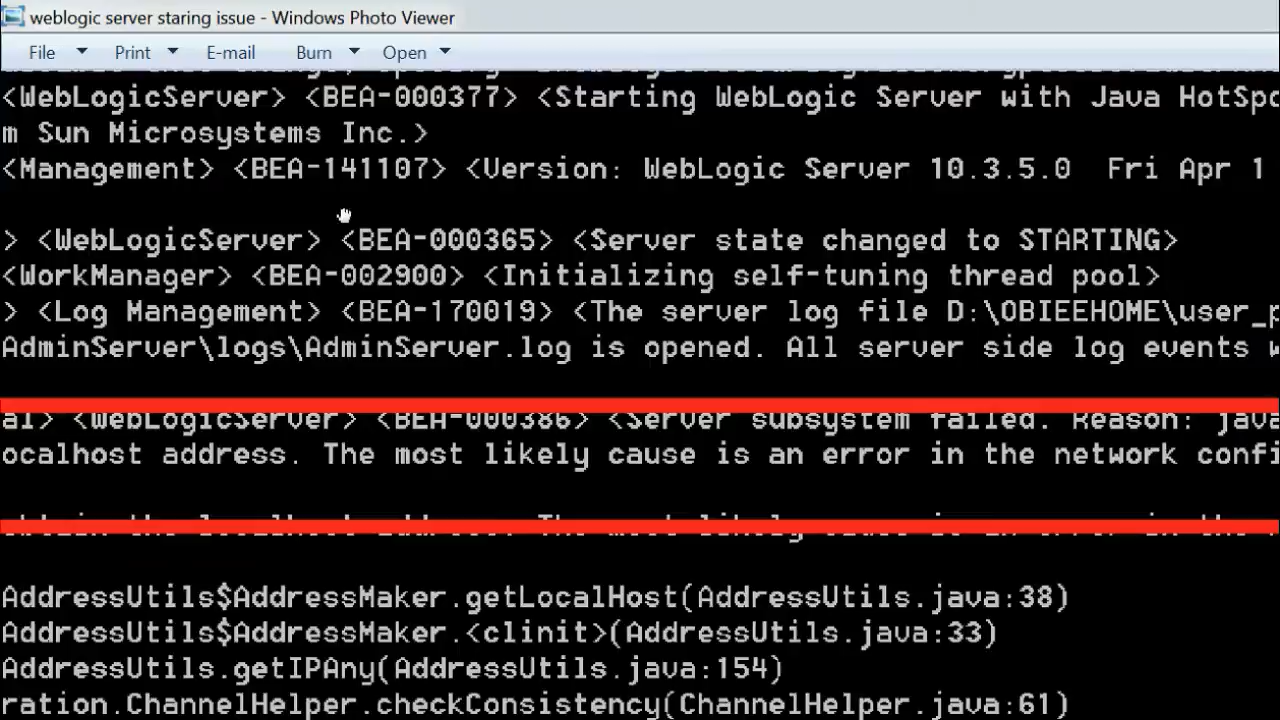 weblogic server staring issue - Windows Photo Viewer
File Print E-mail Burn Open
<WebLogicServer> <BEA-000377> <Starting WebLogic Server with Java HotSpo
m Sun Microsystems Inc.>
<Management> <BEA-141107> <Version: WebLogic Server 10.3.5.0 Fri Apr 1
> <WebLogicServer> <BEA-000365> <Server state changed to STARTING>
<WorkManager> <BEA-002900> <Initializing self-tuning thread pool>
> <Log Management> <BEA-170019> <The server log file D:\OBIEEHOME\user_p
AdminServer\logs\AdminServer.log is opened. All server side log events w
al> <WebLogicServer> <BEA-000386> <Server subsystem failed. Reason: java
ocalhost address. The most likely cause is an error in the network confi
AddressUtils$AddressMaker.getLocalHost(AddressUtils.java:38)
AddressUtils$AddressMaker.<clinit>(AddressUtils.java:33)
AddressUtils.getIPAny(AddressUtils.java:154)
ration.ChannelHelper.checkConsistency(ChannelHelper.java:61)